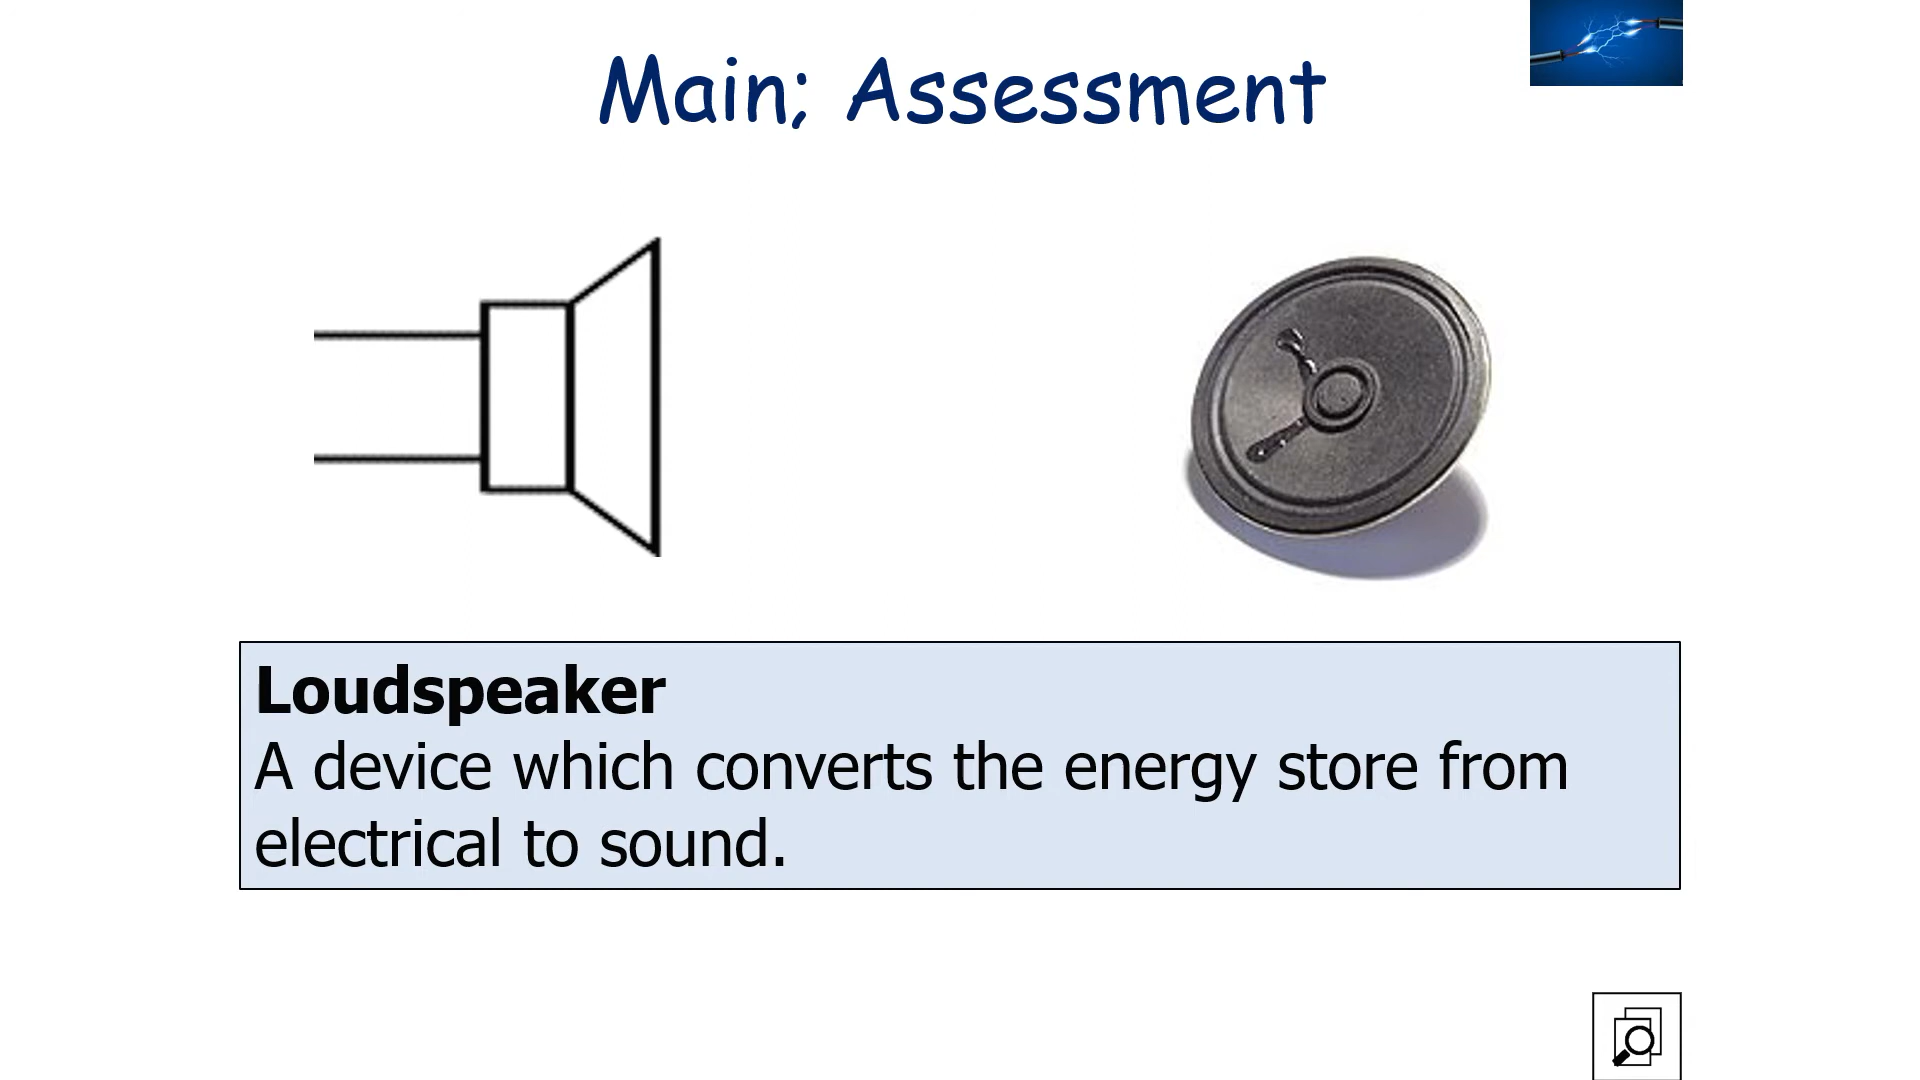 Main; Assessment
Loudspeaker
A device which converts the energy store from
electrical to sound.